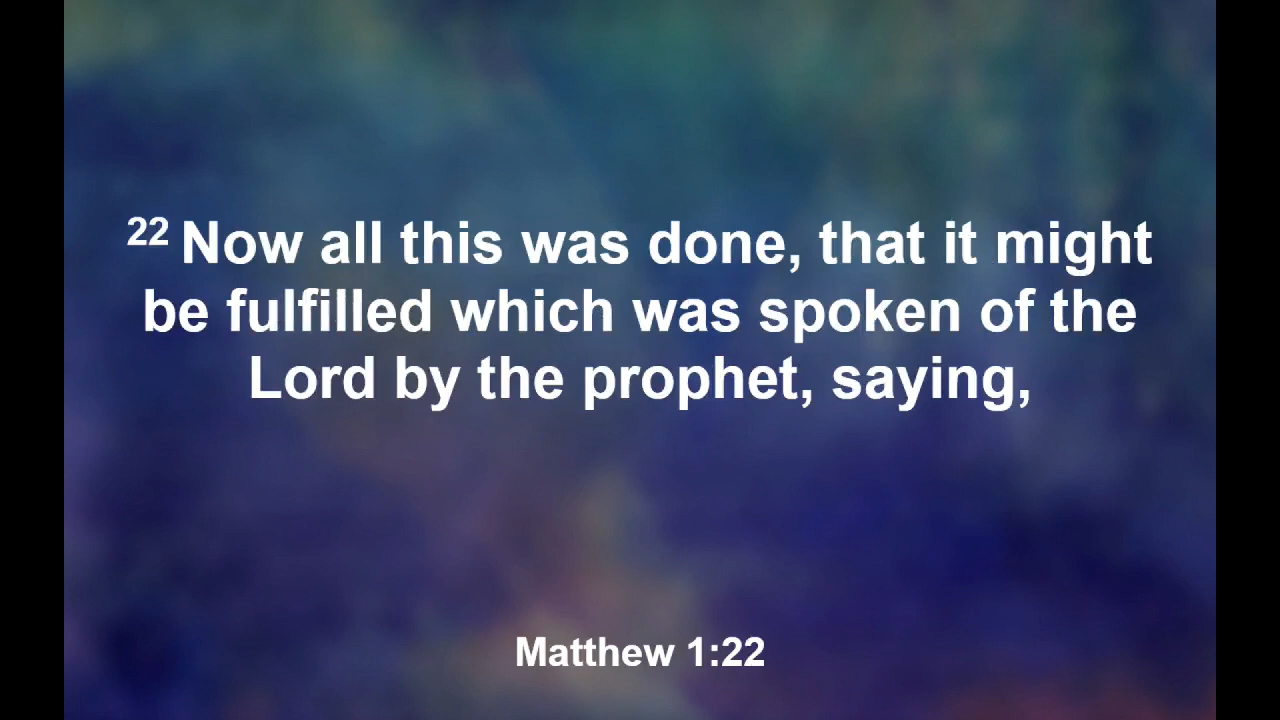 22 Now all this was done, that it might
be fulfilled which was spoken of the
Lord by the prophet, saying,
Matthew 1:22